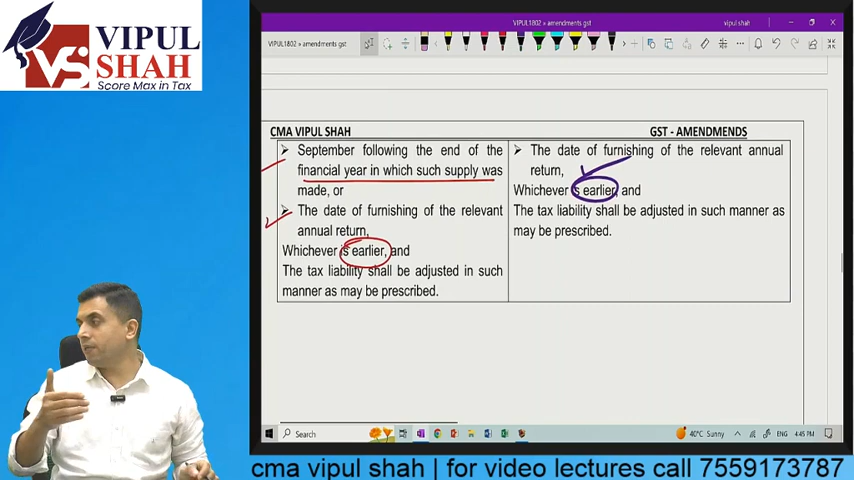 VIPUL
SHAH
VS
Score Max in Tax
VIPUL1802 » amendments gst
vipul shah
VIPUL1802 » amendments gst
CMA VIPUL SHAH
GST - AMENDMENTS
September following the end of the
financial year in which such supply was
made, or
The date of furnishing of the relevant
annual return,
Whichever is earlier, and
The tax liability shall be adjusted in such
manner as may be prescribed.
The date of furnishing of the relevant annual
return,
Whichever is earlier, and
The tax liability shall be adjusted in such manner as
may be prescribed.
Search
40°C Sunny
ENG
4:45 PM
cma vipul shah | for video lectures call 7559173787